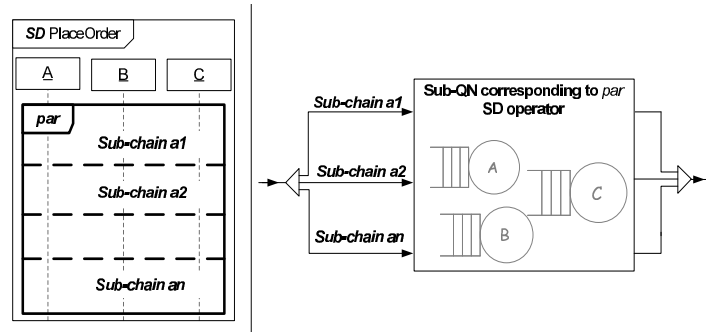 SD PlaceOrder
A
B
C
par
Sub-chain a1
Sub-chain a2
Sub-chain an
Sub-chain a1
Sub-chain a2
Sub-chain an
Sub-QN corresponding to par
SD operator
A
C
B